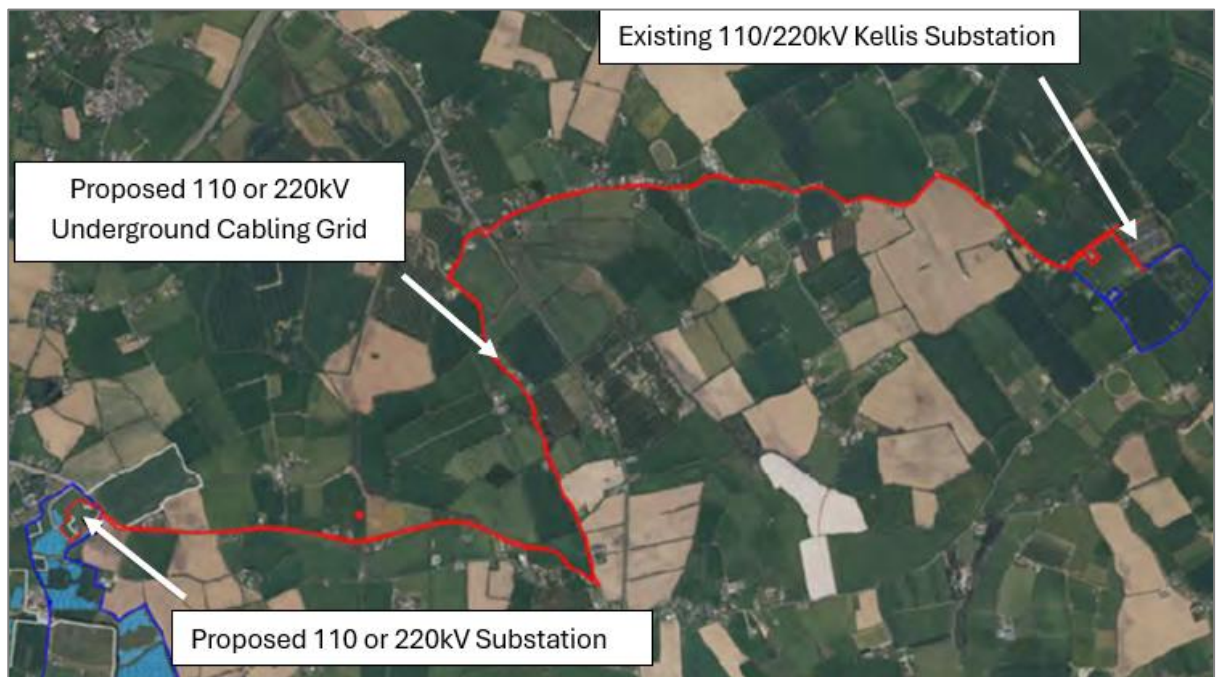 Existing 110/220kV Kellis Substation
Proposed 110 or 220kV
Underground Cabling Grid
Proposed 110 or 220kV Substation